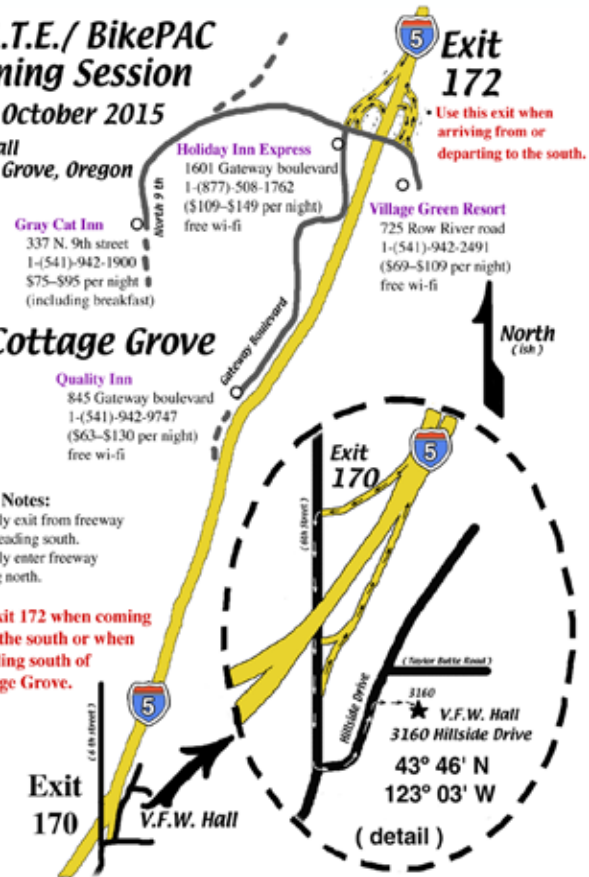 .T.E./ BikePAC
ning Session
October 2015
all
Grove, Oregon
5
Exit
172
• Use this exit when
arriving from or
departing to the south.
Holiday Inn Express
1601 Gateway boulevard
1-(877)-508-1762
($109–$149 per night)
free wi-fi
North 9th
Gray Cat Inn
337 N. 9th street
1-(541)-942-1900
$75–$95 per night
(including breakfast)
Village Green Resort
725 Row River road
1-(541)-942-2491
($69–$109 per night)
free wi-fi
Cottage Grove
Gateway Boulevard
North
(ish)
Quality Inn
845 Gateway boulevard
1-(541)-942-9747
($63–$130 per night)
free wi-fi
Notes:
ly exit from freeway
eading south.
ly enter freeway
g north.
xit 172 when coming
the south or when
ding south of
ge Grove.
5
(6th street)
Exit
170
V.F.W. Hall
5
Exit
170
(6th Street)
(Taylor Butte Road)
Hillside Drive
3160
V.F.W. Hall
3160 Hillside Drive
43° 46' N
123° 03' W
( detail )